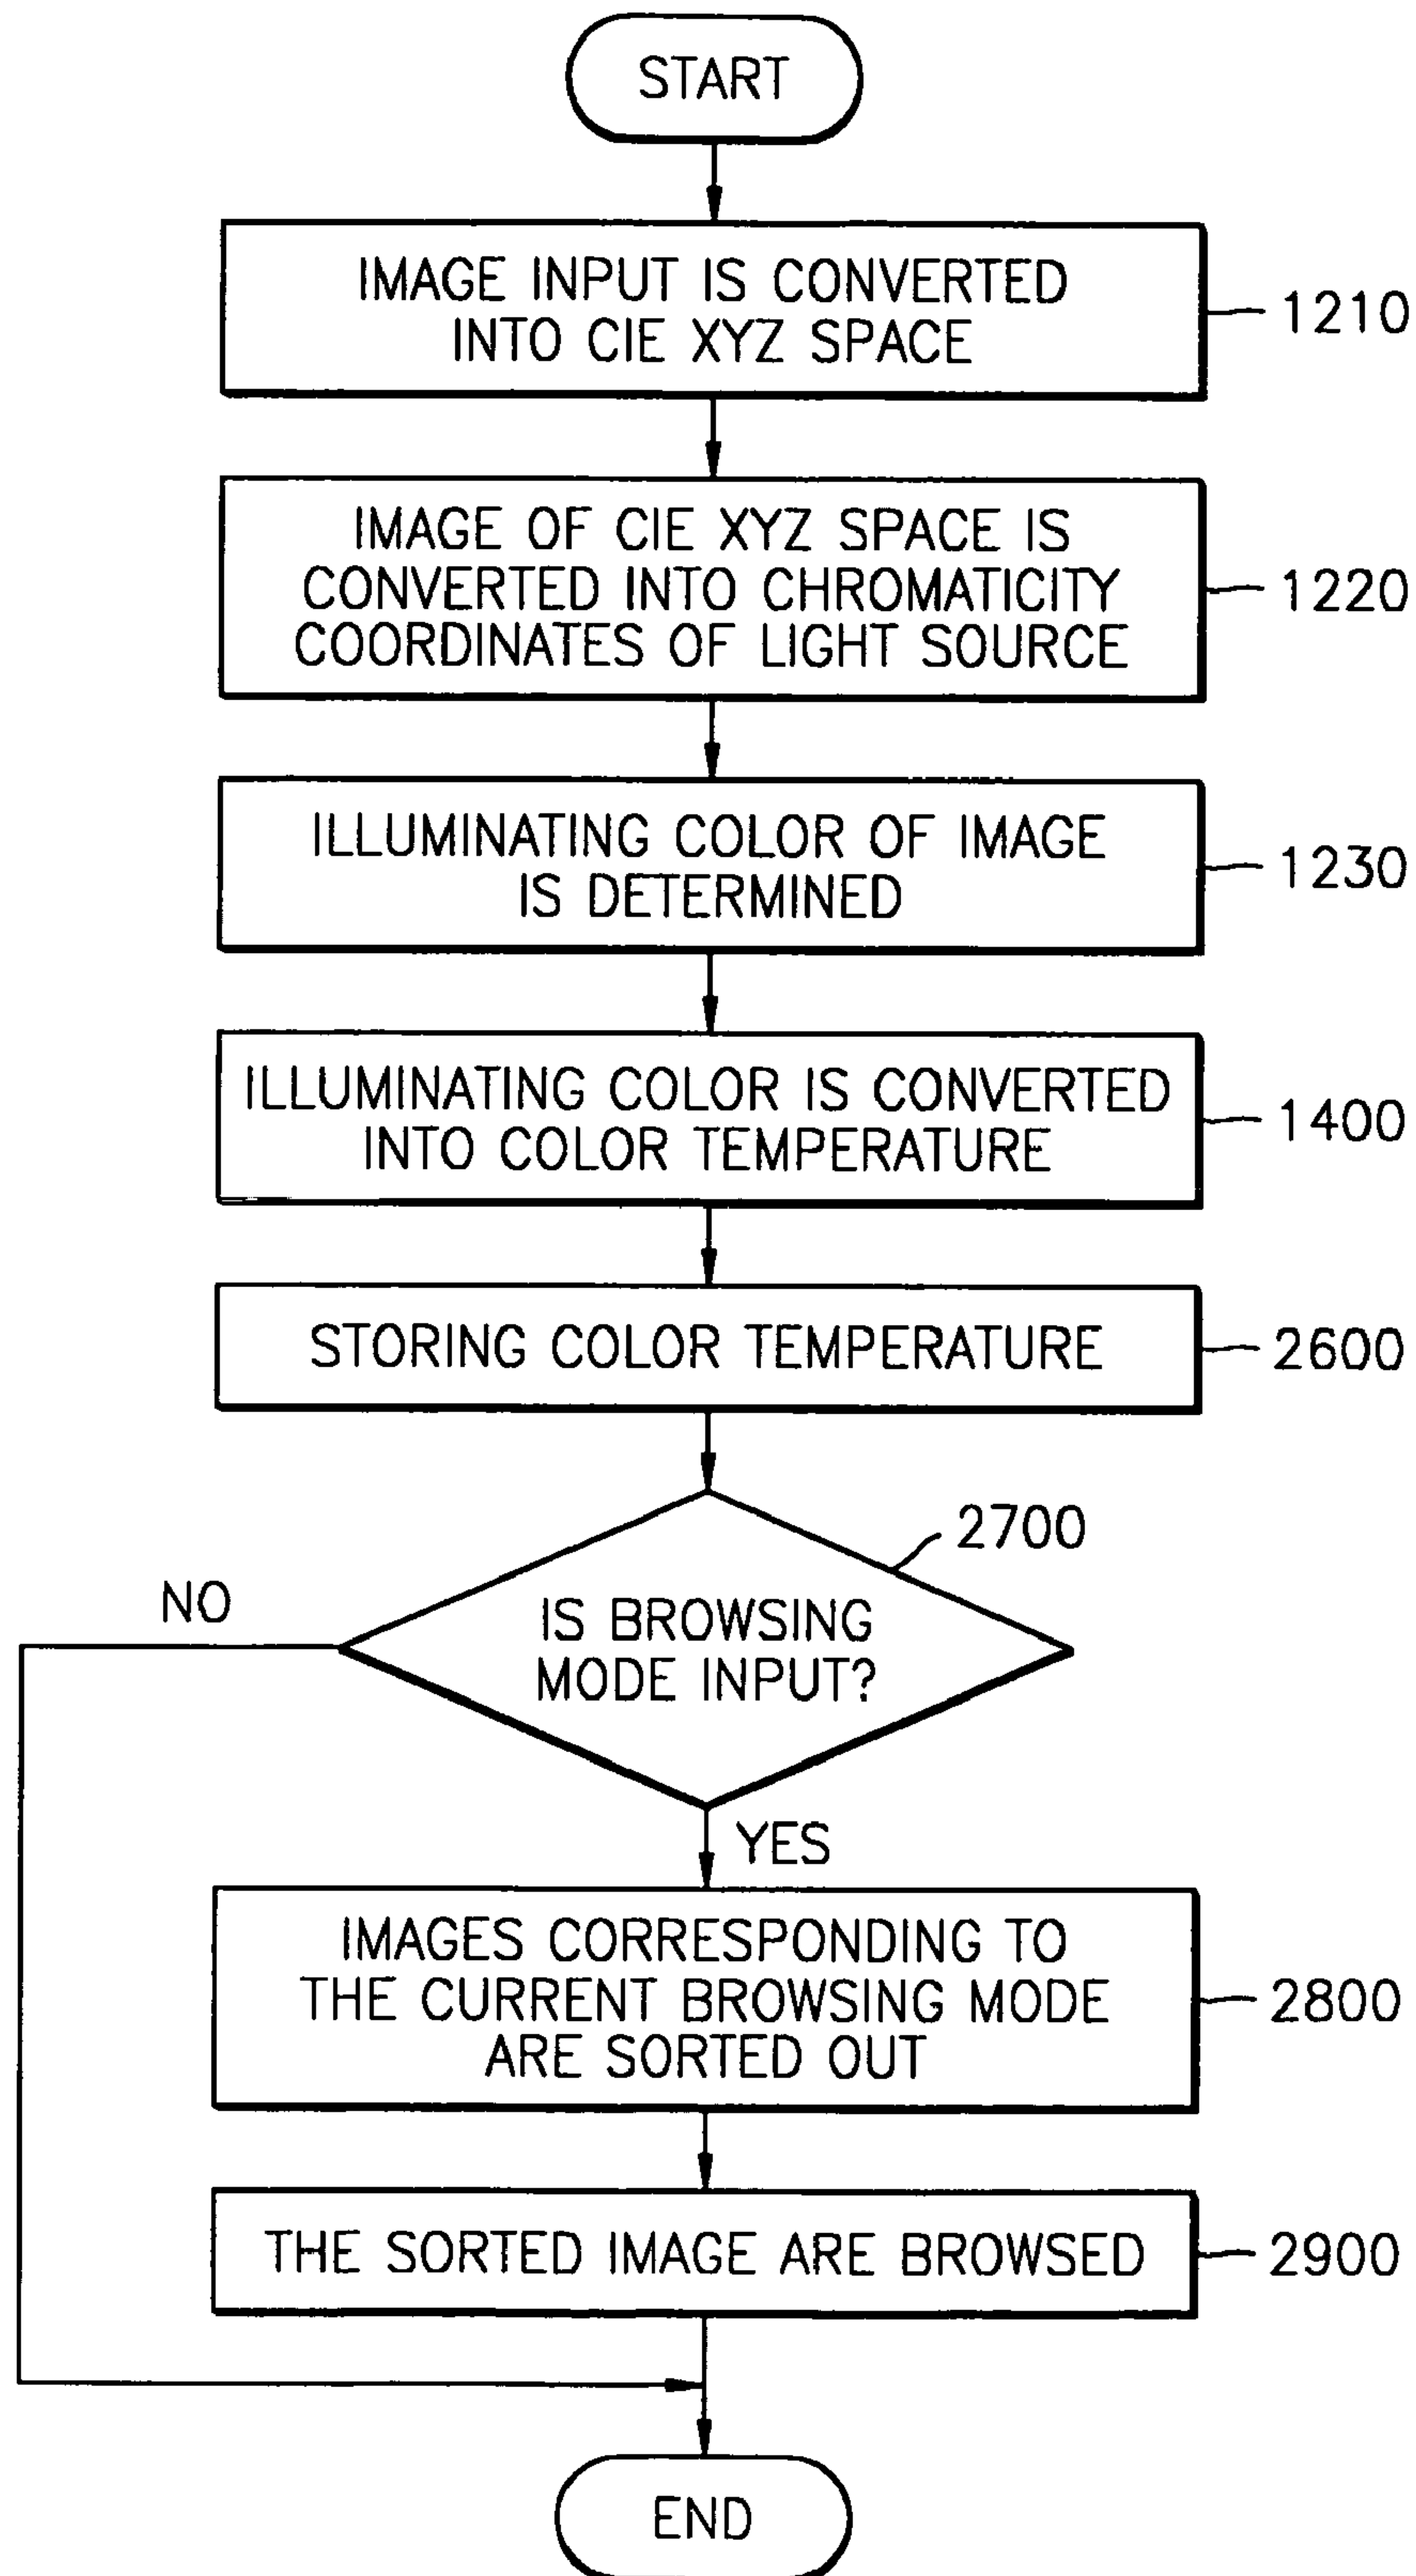 START
IMAGE INPUT IS CONVERTED
INTO CIE XYZ SPACE
1210
IMAGE OF CIE XYZ SPACE IS
CONVERTED INTO CHROMATICITY
COORDINATES OF LIGHT SOURCE
1220
ILLUMINATING COLOR OF IMAGE
IS DETERMINED
1230
ILLUMINATING COLOR IS CONVERTED
INTO COLOR TEMPERATURE
1400
STORING COLOR TEMPERATURE
2600
2700
NO
IS BROWSING
MODE INPUT?
YES
IMAGES CORRESPONDING TO
THE CURRENT BROWSING MODE
ARE SORTED OUT
2800
THE SORTED IMAGE ARE BROWSED
2900
END